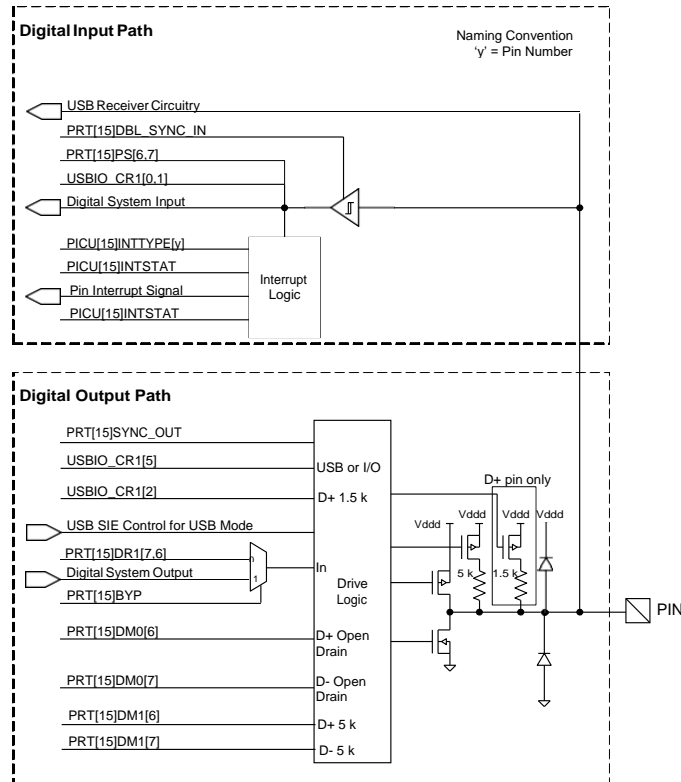 Digital Input Path
Naming Convention
'y' = Pin Number
USB Receiver Circuitry
PRT[15]DBL_SYNC_IN
PRT[15]PS[6,7]
USBIO_CR1[0,1]
Digital System Input
PICU[15]INTTYPE[y]
PICU[15]INTSTAT
Pin Interrupt Signal
PICU[15]INTSTAT
Interrupt
Logic
Digital Output Path
PRT[15]SYNC_OUT
USBIO_CR1[5]
USB or I/O
D+ pin only
USBIO_CR1[2]
D+ 1.5 k
Vddd
Vddd
Vddd
Vddd
USB SIE Control for USB Mode
PRT[15]DR1[7,6]
Digital System Output
PRT[15]BYP
1
In
Drive
Logic
5 k
1.5 k
PIN
PRT[15]DM0[6]
D+ Open
Drain
PRT[15]DM0[7]
D- Open
Drain
PRT[15]DM1[6]
D+ 5 k
PRT[15]DM1[7]
D- 5 k